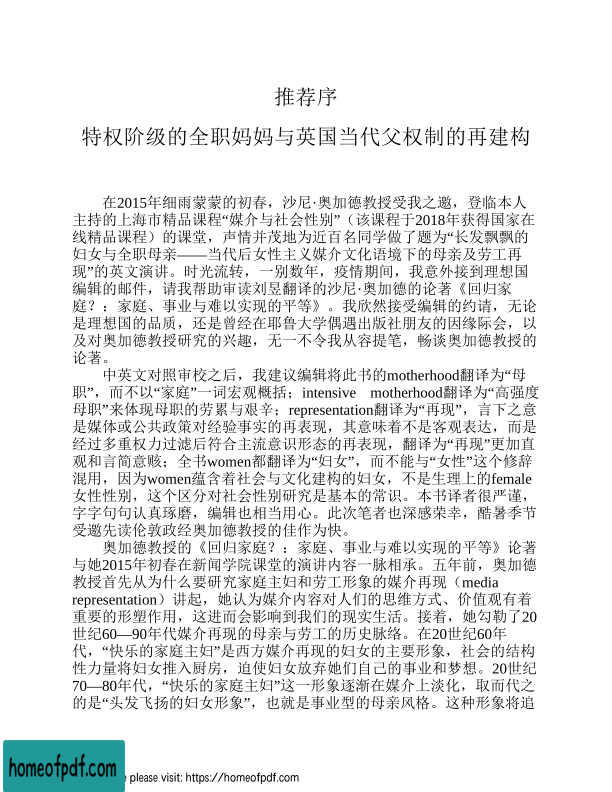 推荐序
特权阶级的全职妈妈与英国当代父权制的再建构
在2015年细雨蒙蒙的初春，沙尼·奥加德教授受我之邀，登临本人
主持的上海市精品课程“媒介与社会性别”（该课程于2018年获得国家在
线精品课程）的课堂，声情并茂地为近百名同学做了题为“长发飘飘的
妇女与全职母亲——当代后女性主义媒介文化语境下的母亲及劳工再
现”的英文演讲。时光流转，一别数年，疫情期间，我意外接到理想国
编辑的邮件，请我帮助审读刘昱翻译的沙尼·奥加德的论著《回归家
庭？：家庭、事业与难以实现的平等》。我欣然接受编辑的约请，无论
是理想国的品质，还是曾经在耶鲁大学偶遇出版社朋友的因缘际会，以
及对奥加德教授研究的兴趣，无一不令我从容提笔，畅谈奥加德教授的
论著。
中英文对照审校之后，我建议编辑将此书的motherhood翻译为“母
职”，而不以“家庭”一词宏观概括；intensive motherhood翻译为“高强度
母职”来体现母职的劳累与艰辛；representation翻译为“再现”，言下之意
是媒体或公共政策对经验事实的再表现，其意味着不是客观表达，而是
经过多重权力过滤后符合主流意识形态的再表现，翻译为“再现”更加直
观和言简意赅；全书women都翻译为“妇女”，而不能与“女性”这个修辞
混用，因为women蕴含着社会与文化建构的妇女，不是生理上的female
女性性别，这个区分对社会性别研究是基本的常识。本书译者很严谨，
字字句句认真琢磨，编辑也相当用心。此次笔者也深感荣幸，酷暑季节
受邀先读伦敦政经奥加德教授的佳作为快。
奥加德教授的《回归家庭？：家庭、事业与难以实现的平等》论著
与她2015年初春在新闻学院课堂的演讲内容一脉相承。五年前，奥加德
教授首先从为什么要研究家庭主妇和劳工形象的媒介再现（media
representation）讲起，她认为媒介内容对人们的思维方式、价值观有着
重要的形塑作用，这进而会影响到我们的现实生活。接着，她勾勒了20
世纪60—90年代媒介再现的母亲与劳工的历史脉络。在20世纪60年
代，“快乐的家庭主妇”是西方媒介再现的妇女的主要形象，社会的结构
性力量将妇女推入厨房，迫使妇女放弃她们自己的事业和梦想。20世纪
70—80年代，“快乐的家庭主妇”这一形象逐渐在媒介上淡化，取而代之
的是“头发飞扬的妇女形象”，也就是事业型的母亲风格。这种形象将追
homeofpdf.com
e please visit: https://homeofpdf.com